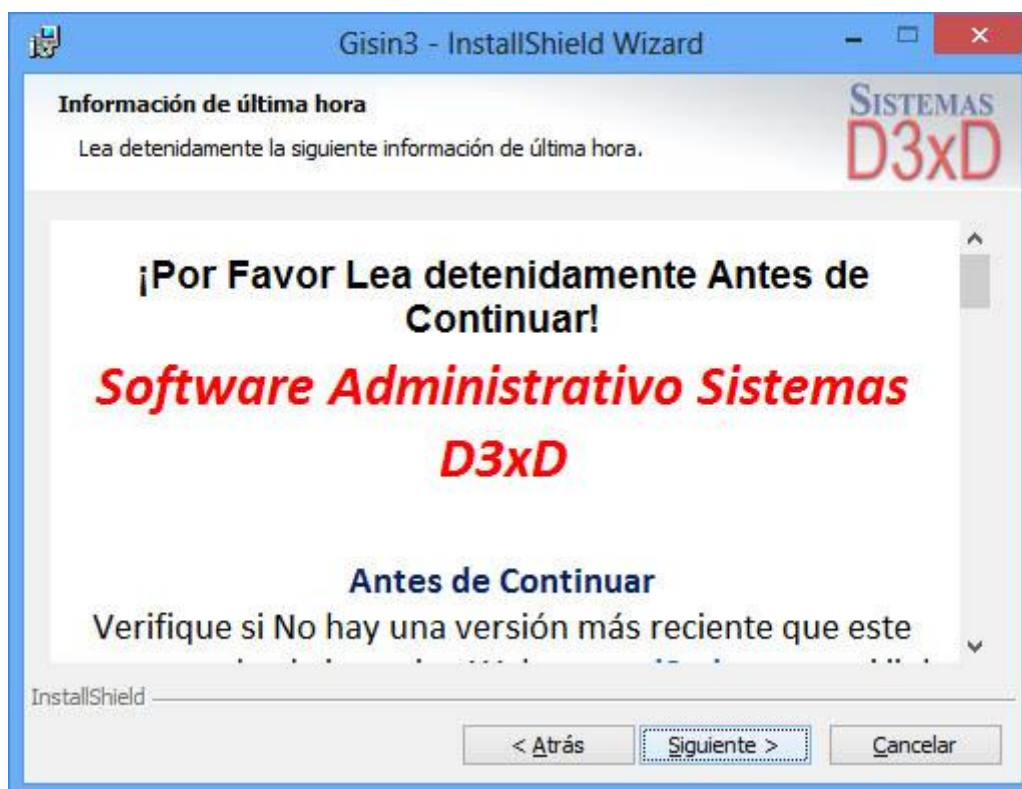 Gisin3 - InstallShield Wizard
Información de última hora
Lea detenidamente la siguiente información de última hora.
SISTEMAS
D3xD
¡Por Favor Lea detenidamente Antes de
Continuar!
Software Administrativo Sistemas
D3xD
Antes de Continuar
Verifique si No hay una versión más reciente que este
InstallShield
< Atrás
Siguiente >
Cancelar